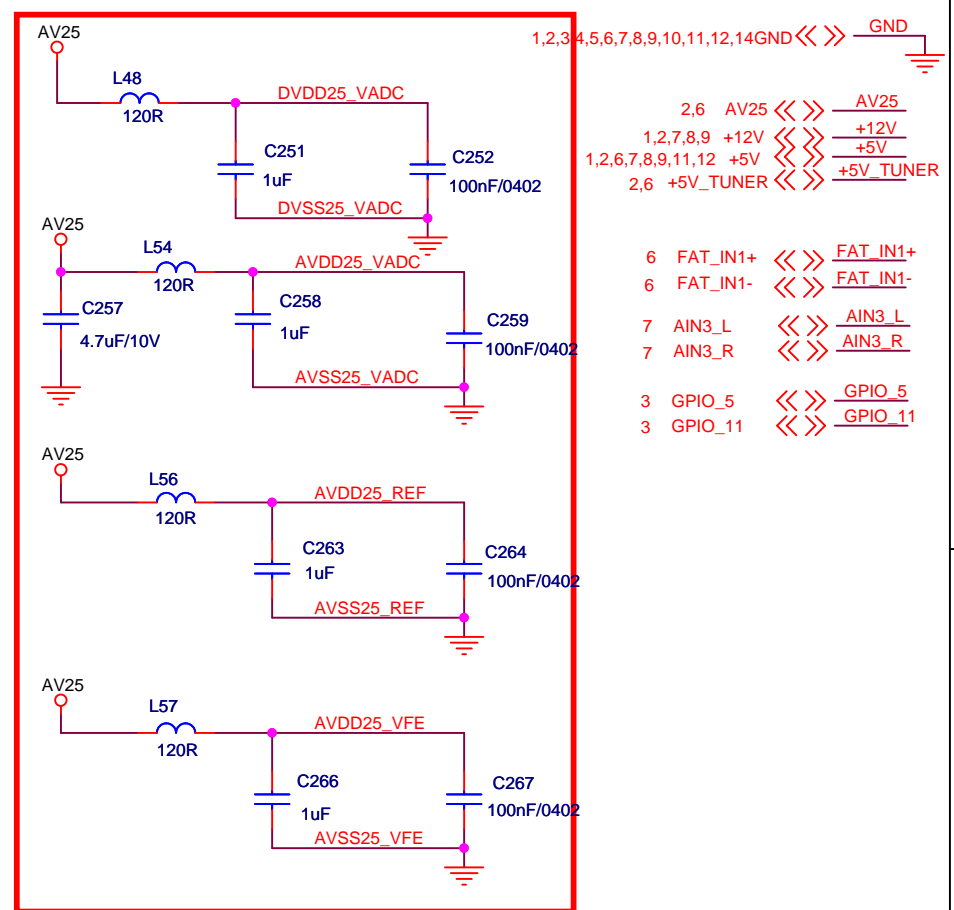 AV25
L48
120R
DVDD25_VADC
C251
1uF
C252
100nF/0402
DVSS25_VADC
AV25
L54
120R
AVDD25_VADC
C257
4.7uF/10V
C258
1uF
C259
100nF/0402
AVSS25_VADC
AV25
L56
120R
AVDD25_REF
C263
1uF
C264
100nF/0402
AVSS25_REF
AV25
L57
120R
AVDD25_VFE
C266
1uF
C267
100nF/0402
AVSS25_VFE
1,2,3,4,5,6,7,8,9,10,11,12,14GND GND
2,6 AV25 AV25
1,2,7,8,9 +12V +12V
1,2,6,7,8,9,11,12 +5V +5V
2,6 +5V_TUNER +5V_TUNER
6 FAT_IN1+ FAT_IN1+
6 FAT_IN1- FAT_IN1-
7 AIN3_L AIN3_L
7 AIN3_R AIN3_R
3 GPIO_5 GPIO_5
3 GPIO_11 GPIO_11